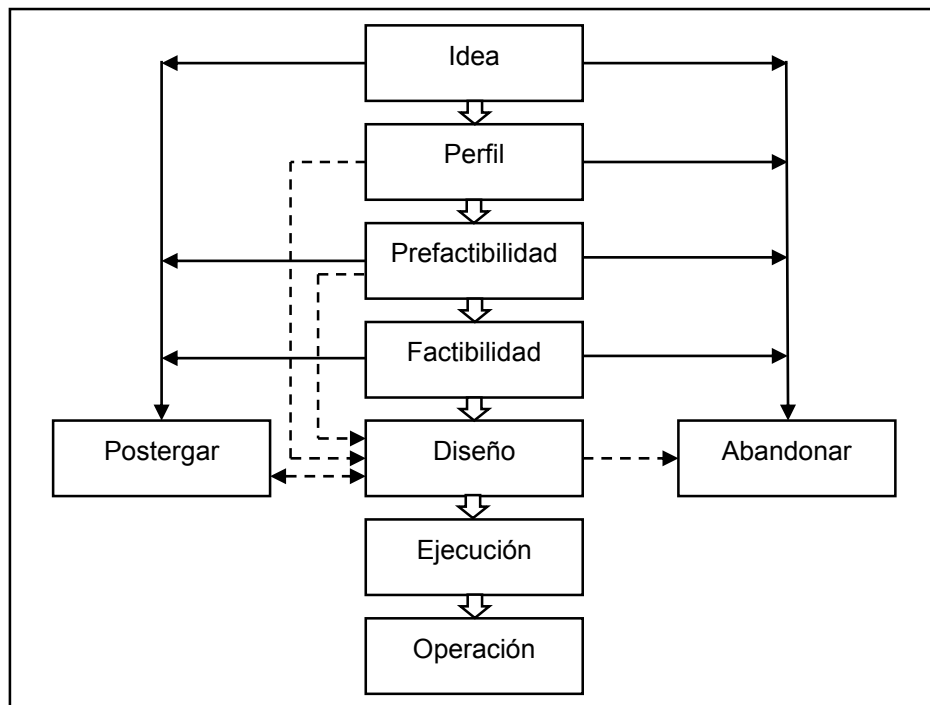 Idea
Perfil
Prefactibilidad
Factibilidad
Postergar
Diseño
Abandonar
Ejecución
Operación